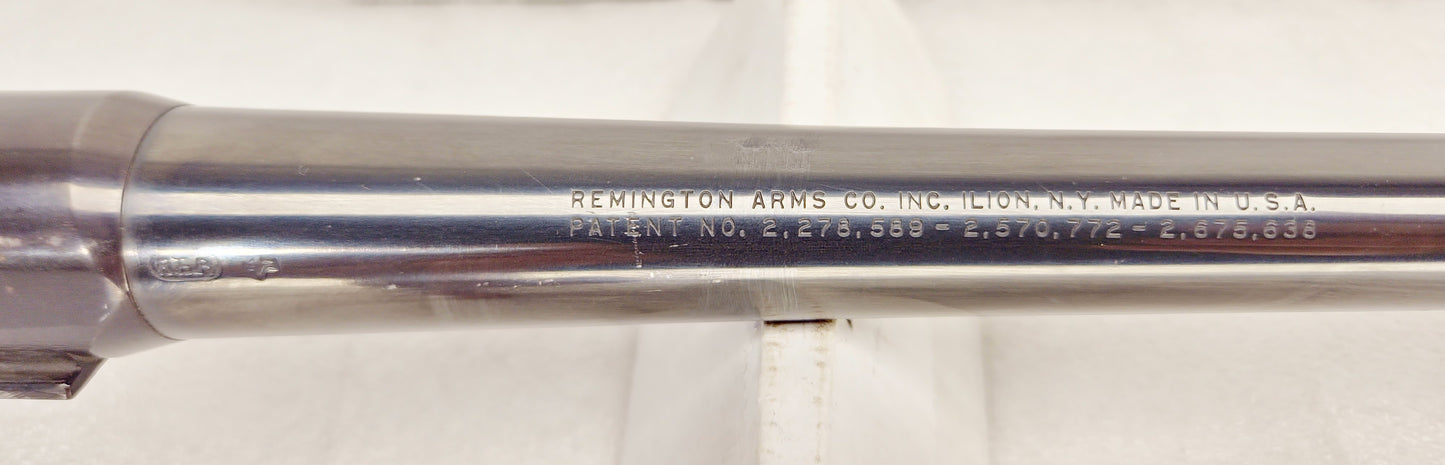 REMINGTON ARMS CO. INC. ILION, N.Y. MADE IN U.S.A.
PATENT NO. 2,278,589 - 2,570,772 - 2,675,638